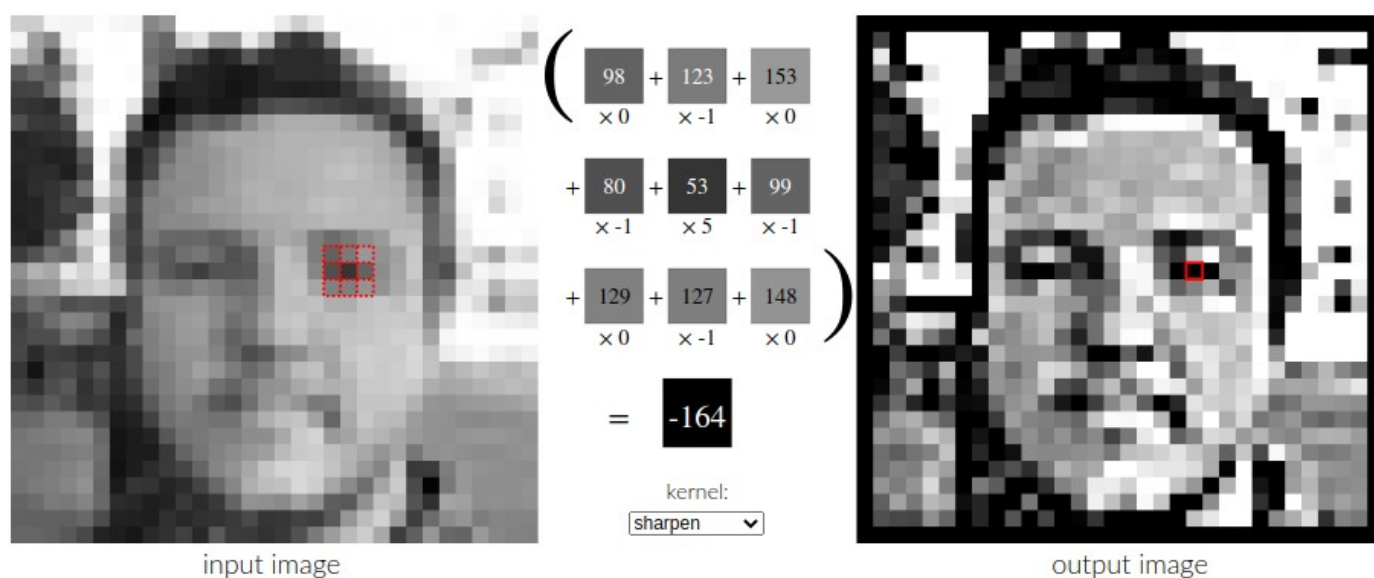 ( 98 + 123 + 153
× 0 × -1 × 0
+ 80 + 53 + 99
× -1 × 5 × -1
+ 129 + 127 + 148 )
× 0 × -1 × 0
= -164
kernel:
sharpen
input image
output image